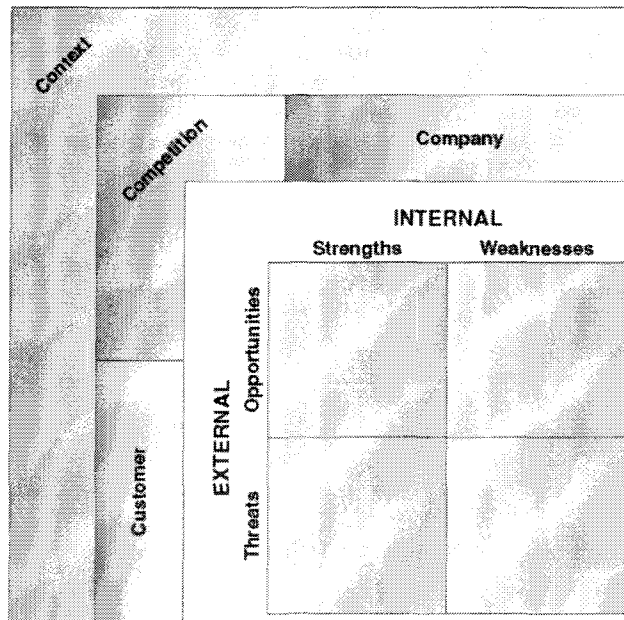 Context
Competition
Company
INTERNAL
Strengths Weaknesses
EXTERNAL
Opportunities
Threats
Customer